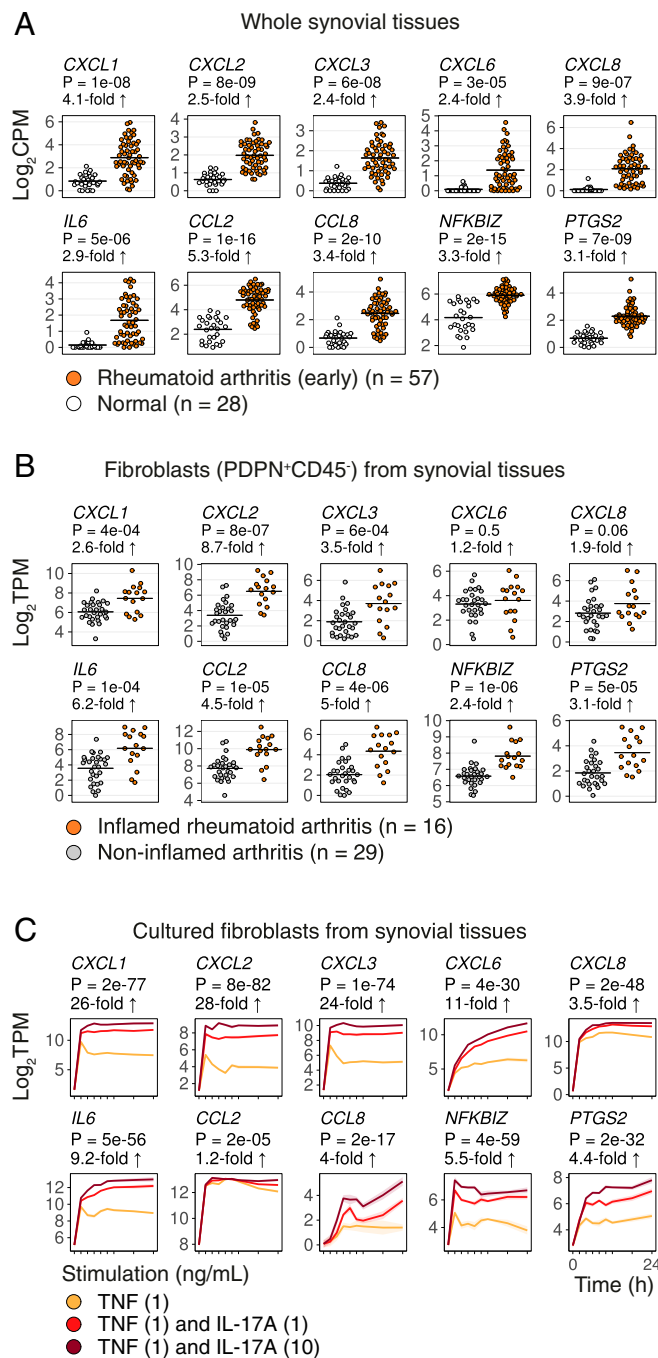 A
Whole synovial tissues
CXCL1 CXCL2 CXCL3 CXCL6 CXCL8
P = 1e-08 P = 8e-09 P = 6e-08 P = 3e-05 P = 9e-07
4.1-fold ↑ 2.5-fold ↑ 2.4-fold ↑ 2.4-fold ↑ 3.9-fold ↑
Log₂CPM
6 4 2 0
4 3 2 1 0
3 2 1 0
5 4 3 2 1 0
6 4 2 0
IL6 CCL2 CCL8 NFKBIZ PTGS2
P = 5e-06 P = 1e-16 P = 2e-10 P = 2e-15 P = 7e-09
2.9-fold ↑ 5.3-fold ↑ 3.4-fold ↑ 3.3-fold ↑ 3.1-fold ↑
4 3 2 1 0
6 4 2
4 2 0
6 4 2
4 2 0
Rheumatoid arthritis (early) (n = 57)
Normal (n = 28)
B
Fibroblasts (PDPN⁺CD45⁻) from synovial tissues
CXCL1 CXCL2 CXCL3 CXCL6 CXCL8
P = 4e-04 P = 8e-07 P = 6e-04 P = 0.5 P = 0.06
2.6-fold ↑ 8.7-fold ↑ 3.5-fold ↑ 1.2-fold ↑ 1.9-fold ↑
Log₂TPM
10 8 6 4
8 6 4 2 0
6 4 2 0
6 4 2 0
6 4 2 0
IL6 CCL2 CCL8 NFKBIZ PTGS2
P = 1e-04 P = 1e-05 P = 4e-06 P = 1e-06 P = 5e-05
6.2-fold ↑ 4.5-fold ↑ 5-fold ↑ 2.4-fold ↑ 3.1-fold ↑
8 6 4 2 0
12 10 8 6 4
6 4 2 0
9 8 7 6 5
6 4 2 0
Inflamed rheumatoid arthritis (n = 16)
Non-inflamed arthritis (n = 29)
C
Cultured fibroblasts from synovial tissues
CXCL1 CXCL2 CXCL3 CXCL6 CXCL8
P = 2e-77 P = 8e-82 P = 1e-74 P = 4e-30 P = 2e-48
26-fold ↑ 28-fold ↑ 24-fold ↑ 11-fold ↑ 3.5-fold ↑
Log₂TPM
10 5
8 6 4 2
10 8 6 4 2
10 5
10 5 0
IL6 CCL2 CCL8 NFKBIZ PTGS2
P = 5e-56 P = 2e-05 P = 2e-17 P = 4e-59 P = 2e-32
9.2-fold ↑ 1.2-fold ↑ 4-fold ↑ 5.5-fold ↑ 4.4-fold ↑
12 10 8 6
12 10 8
4 2 0
6 4
8 6 4
0 24
Time (h)
Stimulation (ng/mL)
TNF (1)
TNF (1) and IL-17A (1)
TNF (1) and IL-17A (10)